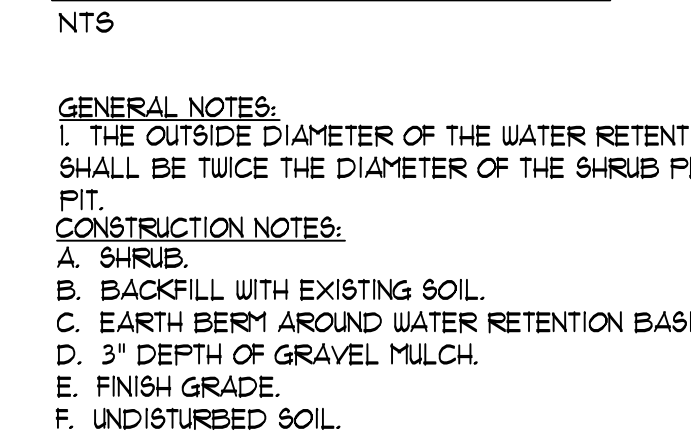 NTS
GENERAL NOTES:
1. THE OUTSIDE DIAMETER OF THE WATER
SHALL BE TWICE THE DIAMETER OF THE SHRUB
PIT.
CONSTRUCTION NOTES:
A. SHRUB.
B. BACKFILL WITH EXISTING SOIL.
C. EARTH BERM AROUND WATER RETENTION
D. 3" DEPTH OF GRAVEL MULCH.
E. FINISH GRADE.
F. UNDISTURBED SOIL.